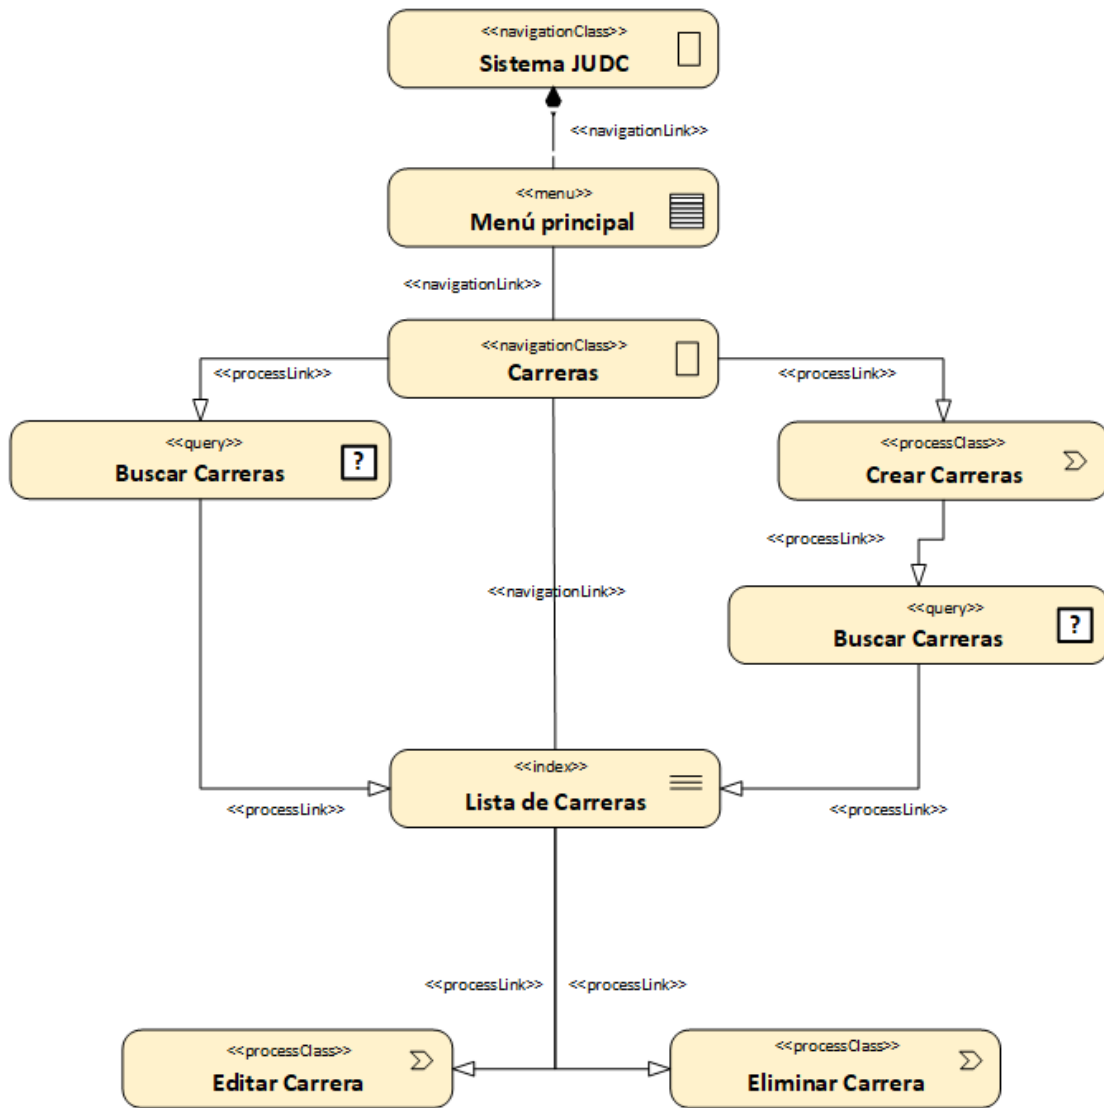 <<navigationClass>>
Sistema JUDC
<<navigationLink>>
<<menu>>
Menú principal
<<navigationLink>>
<<navigationClass>>
Carreras
<<processLink>>
<<processLink>>
<<query>>
Buscar Carreras
?
<<processClass>>
Crear Carreras
<<processLink>>
<<navigationLink>>
<<query>>
Buscar Carreras
?
<<index>>
Lista de Carreras
<<processLink>>
<<processLink>>
<<processLink>>
<<processLink>>
<<processClass>>
Editar Carrera
<<processClass>>
Eliminar Carrera